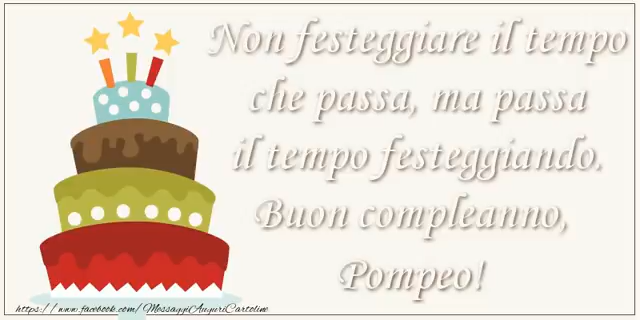 Non festeggiare il tempo
che passa, ma passa
il tempo festeggiando.
Buon compleanno,
Pompeo!
https://www.facebook.com/MessaggiAuguriCartoline